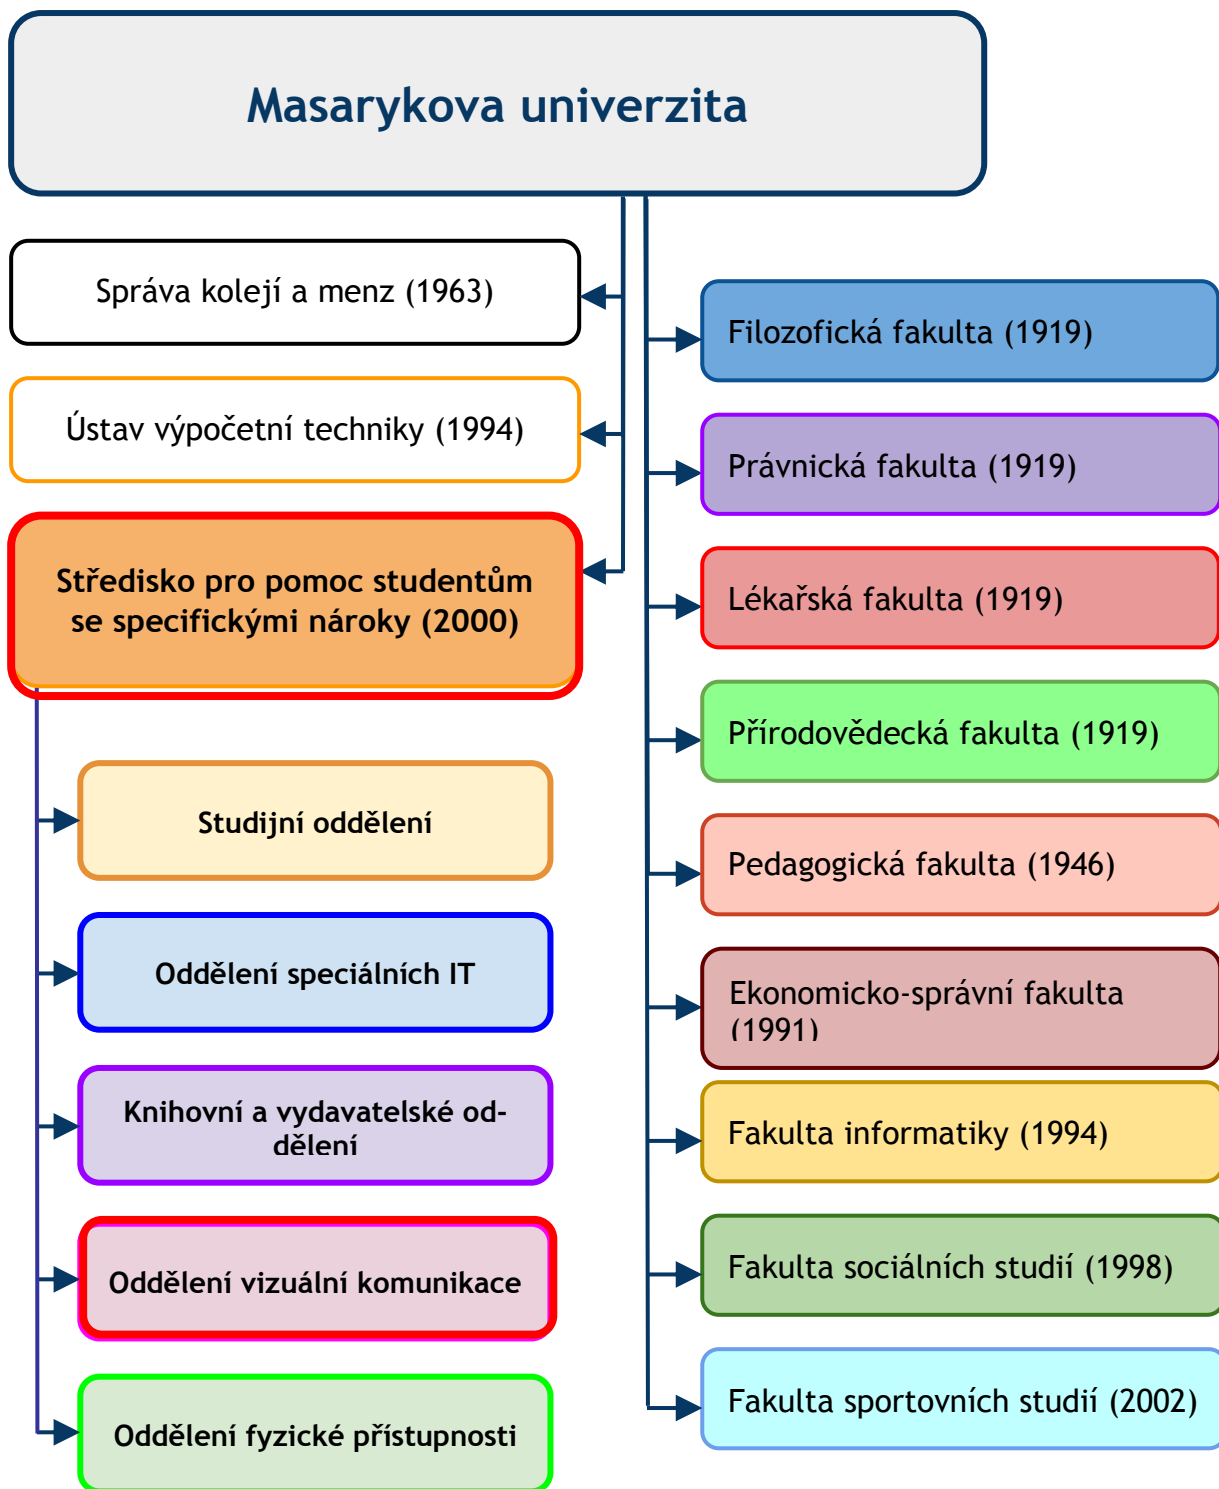 Masarykova univerzita
Správa kolejí a menz (1963)
Ústav výpočetní techniky (1994)
Středisko pro pomoc studentům
se specifickými nároky (2000)
Studijní oddělení
Oddělení speciálních IT
Knihovní a vydavatelské od-
dělení
Oddělení vizuální komunikace
Oddělení fyzické přístupnosti
Filozofická fakulta (1919)
Právnická fakulta (1919)
Lékařská fakulta (1919)
Přírodovědecká fakulta (1919)
Pedagogická fakulta (1946)
Ekonomicko-správní fakulta
(1991)
Fakulta informatiky (1994)
Fakulta sociálních studií (1998)
Fakulta sportovních studií (2002)